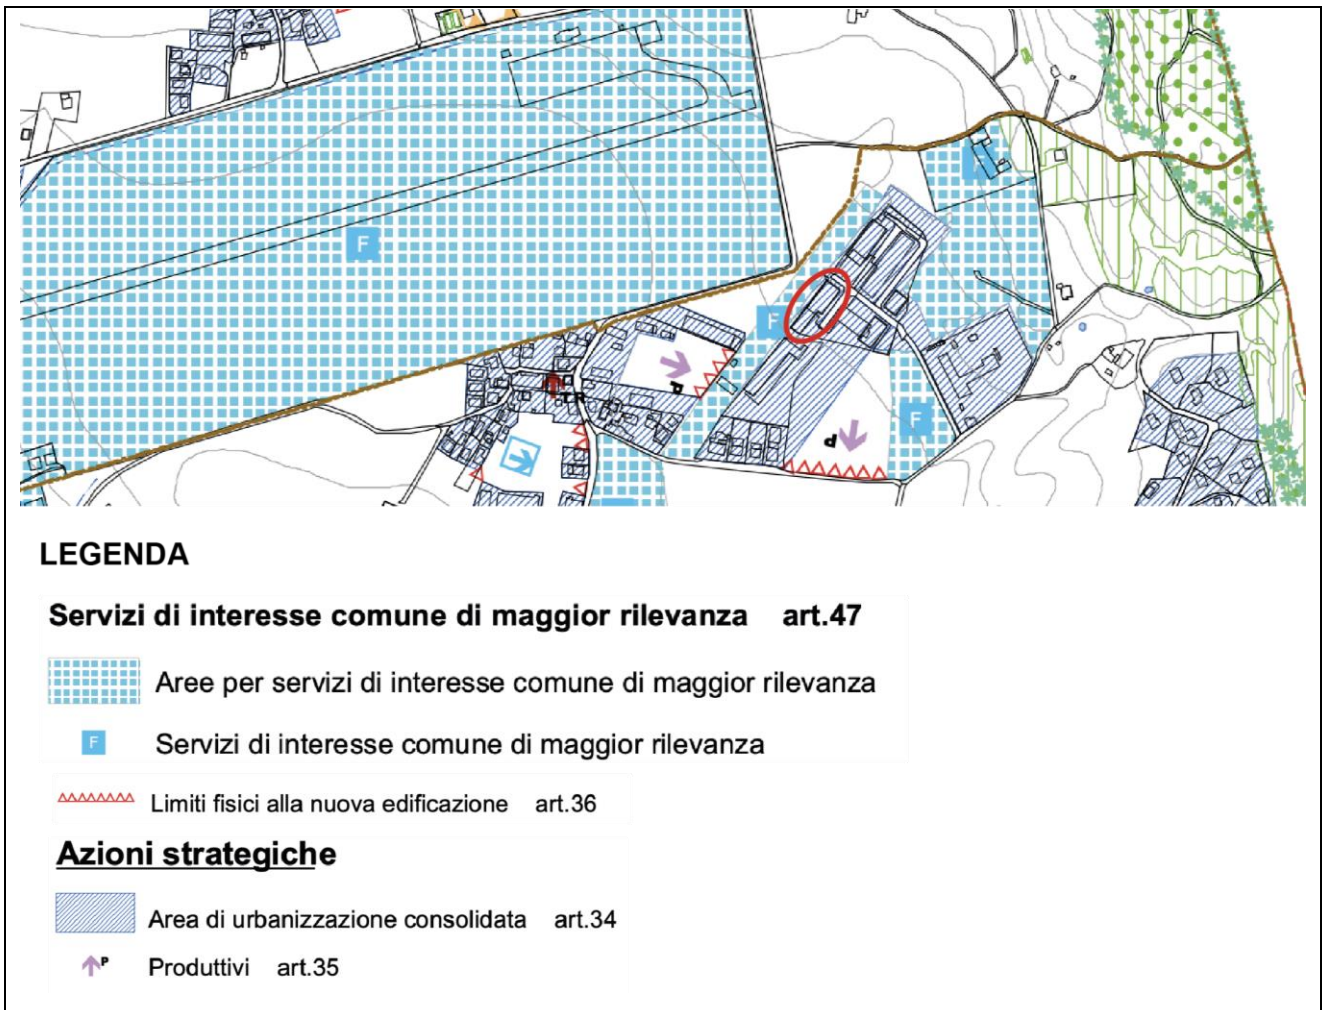 F
F
F
P
T.R
P
LEGENDA
Servizi di interesse comune di maggior rilevanza art.47
Aree per servizi di interesse comune di maggior rilevanza
F Servizi di interesse comune di maggior rilevanza
Limiti fisici alla nuova edificazione art.36
Azioni strategiche
Area di urbanizzazione consolidata art.34
P Produttivi art.35